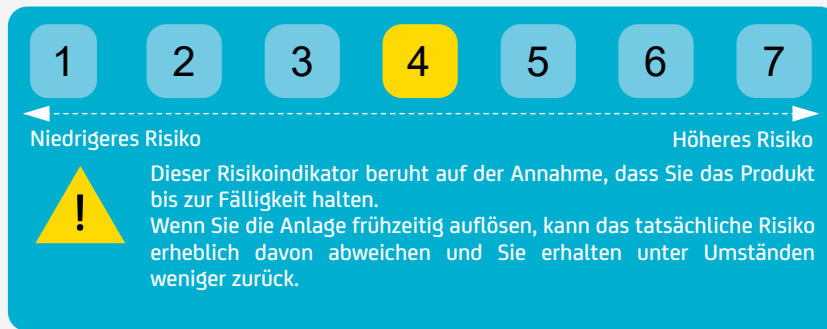 1 2 3 4 5 6 7
Niedrigeres Risiko Höheres Risiko
!
Dieser Risikoindikator beruht auf der Annahme, dass Sie das Produkt
bis zur Fälligkeit halten.
Wenn Sie die Anlage frühzeitig auflösen, kann das tatsächliche Risiko
erheblich davon abweichen und Sie erhalten unter Umständen
weniger zurück.